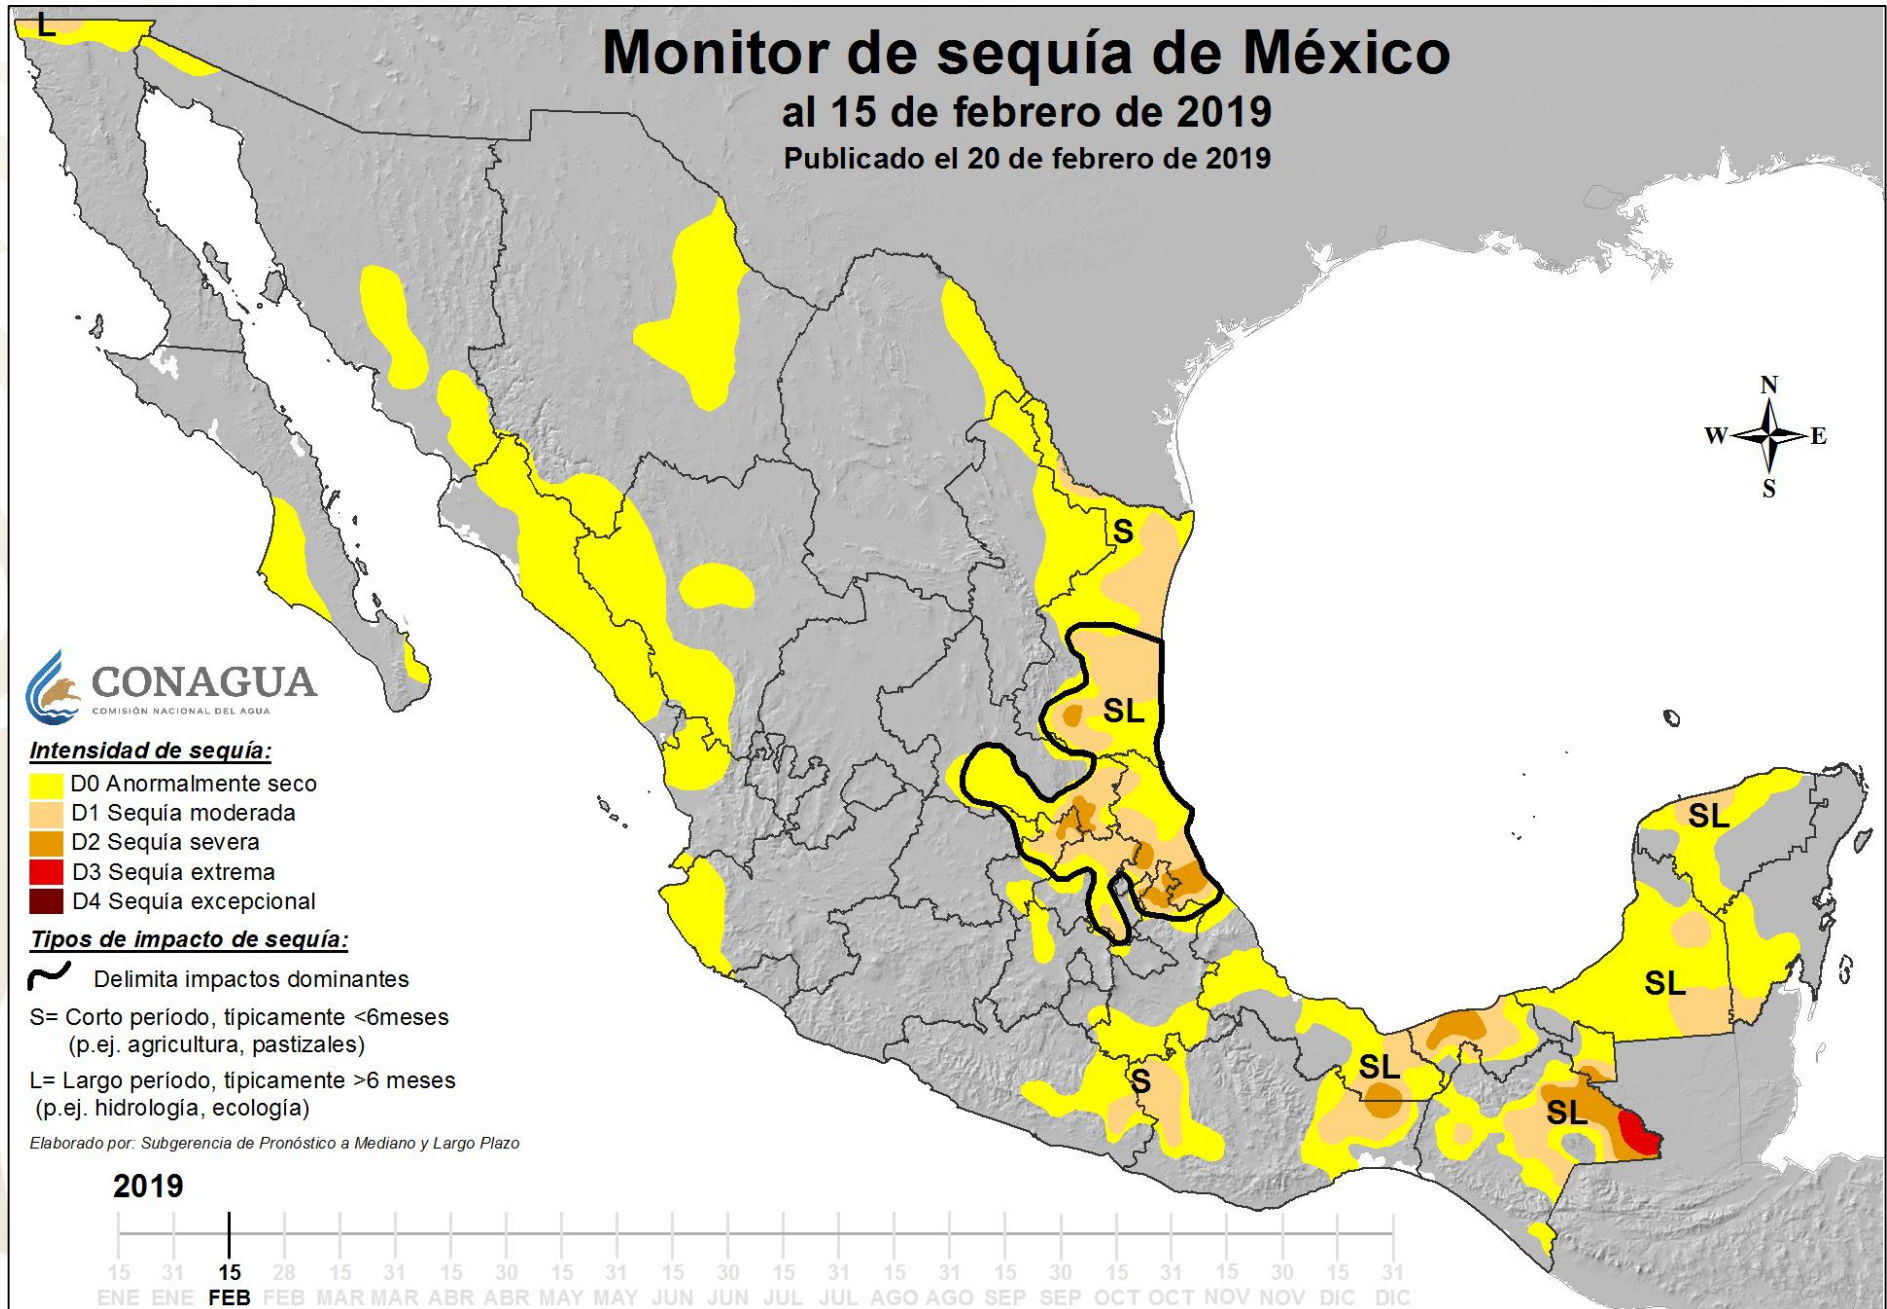 Monitor de sequía de México
al 15 de febrero de 2019
Publicado el 20 de febrero de 2019
L
N
W E
S
S
SL
SL
SL
S
SL
SL
CONAGUA
COMISIÓN NACIONAL DEL AGUA
Intensidad de sequía:
D0 Anormalmente seco
D1 Sequía moderada
D2 Sequía severa
D3 Sequía extrema
D4 Sequía excepcional
Tipos de impacto de sequía:
Delimita impactos dominantes
S= Corto período, típicamente <6meses
(p.ej. agricultura, pastizales)
L= Largo período, típicamente >6 meses
(p.ej. hidrología, ecología)
Elaborado por: Subgerencia de Pronóstico a Mediano y Largo Plazo
2019
15 31 15 28 15 31 15 30 15 31 15 30 15 31 15 31 15 30 15 31 15 30 15 31
ENE ENE FEB FEB MAR MAR ABR ABR MAY MAY JUN JUN JUL JUL AGO AGO SEP SEP OCT OCT NOV NOV DIC DIC